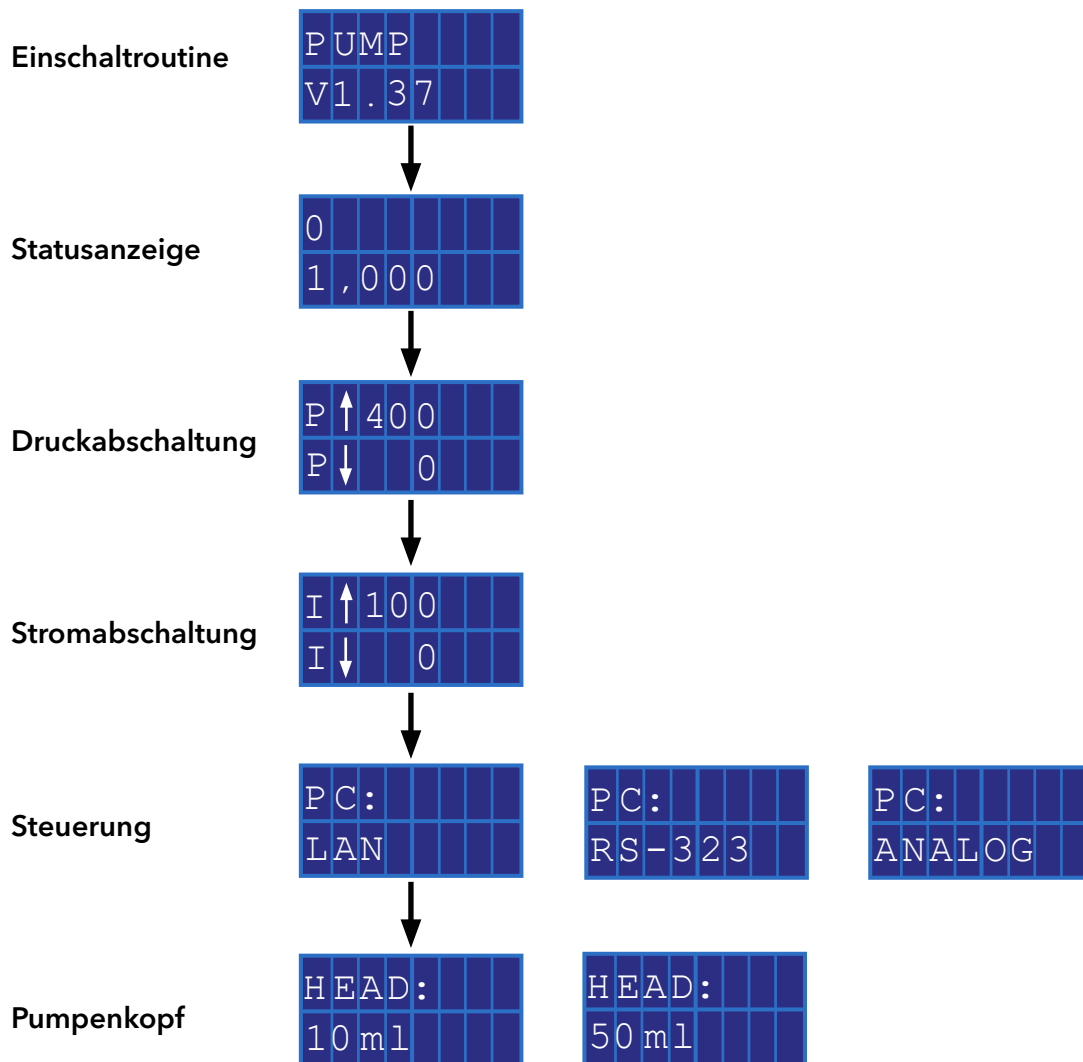 Einschaltroutine
PUMP
V1.37
Statusanzeige
0
1,000
Druckabschaltung
P↑400
P↓ 0
Stromabschaltung
I↑100
I↓ 0
Steuerung
PC:
LAN
PC:
RS-323
PC:
ANALOG
Pumpenkopf
HEAD:
10ml
HEAD:
50ml